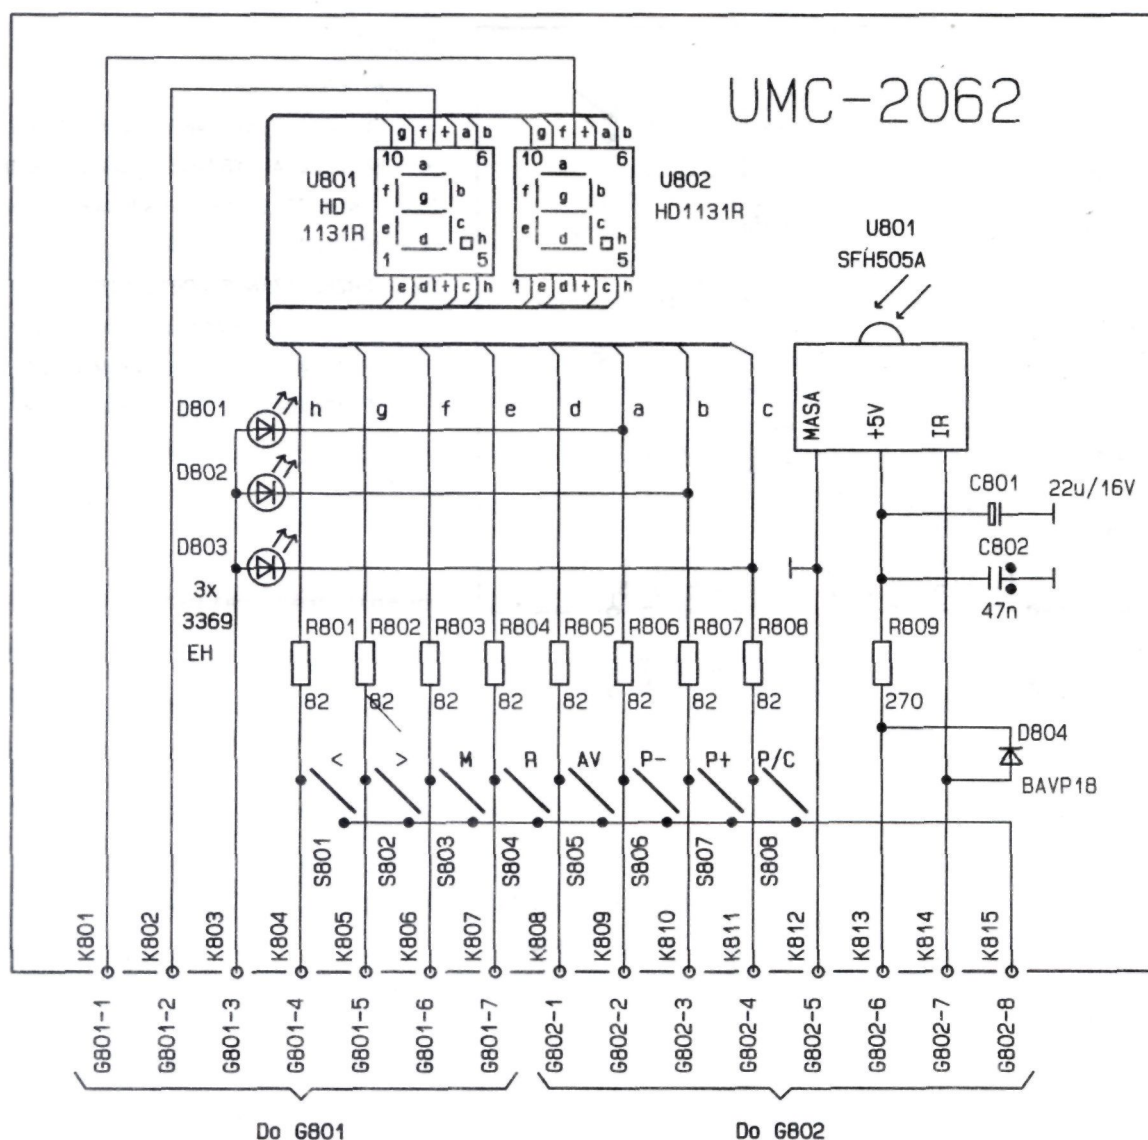 UMC-2062
g f + a b
g f + a b
10 6
10 6
a
f g b
e d c h
1 5
a
f g b
e d c h
5
U801
HD
1131R
U802
HD1131R
e d + c h
1 e d + c h
U801
SFH505A
D801
h g f e d a b c
MASA +5V IR
D802
C801 22u/16V
D803
C802
47n
3x
3369
EH
R801 R802 R803 R804 R805 R806 R807 R808 R809
82 82 82 82 82 82 82 82 270
D804
BAVP18
< > M R AV P- P+ P/C
S801 S802 S803 S804 S805 S806 S807 S808
K801 K802 K803 K804 K805 K806 K807 K808 K809 K810 K811 K812 K813 K814 K815
G801-1 G801-2 G801-3 G801-4 G801-5 G801-6 G801-7 G802-1 G802-2 G802-3 G802-4 G802-5 G802-6 G802-7 G802-8
Do G801 Do G802